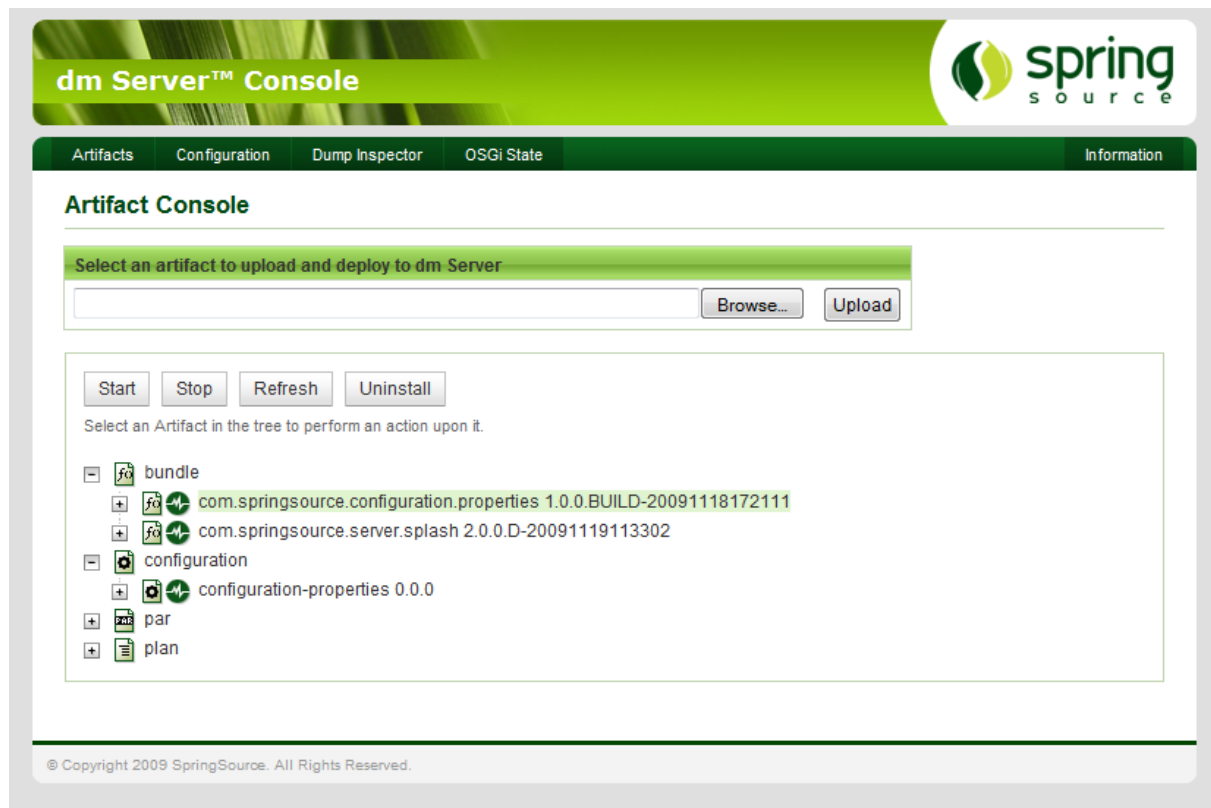 dm Server™ Console
spring
source
Artifacts Configuration Dump Inspector OSGi State Information
Artifact Console
Select an artifact to upload and deploy to dm Server
Browse... Upload
Start Stop Refresh Uninstall
Select an Artifact in the tree to perform an action upon it.
bundle
com.springsource.configuration.properties 1.0.0.BUILD-20091118172111
com.springsource.server.splash 2.0.0.D-20091119113302
configuration
configuration-properties 0.0.0
PAR par
plan
© Copyright 2009 SpringSource. All Rights Reserved.